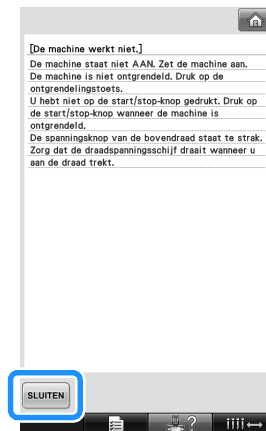 [De machine werkt niet.]
De machine staat niet AAN. Zet de machine aan.
De machine is niet ontgrendeld. Druk op de
ontgrendelingstoets.
U hebt niet op de start/stop-knop gedrukt. Druk op
de start/stop-knop wanneer de machine is
ontgrendeld.
De spanningsknop van de bovendraad staat te strak.
Zorg dat de draadspanningsschijf draait wanneer u
aan de draad trekt.
SLUITEN
?